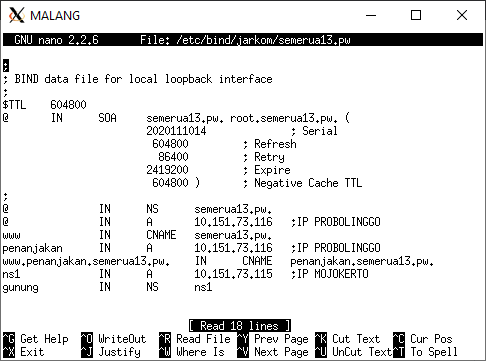 MALANG
GNU nano 2.2.6 File: /etc/bind/jarkom/semerua13.pw
;
; BIND data file for local loopback interface
;
$TTL 604800
@ IN SOA semerua13.pw. root.semerua13.pw. (
2020111014 ; Serial
604800 ; Refresh
86400 ; Retry
2419200 ; Expire
604800 ) ; Negative Cache TTL
;
@ IN NS semerua13.pw.
@ IN A 10.151.73.116 ;IP PROBOLINGGO
www IN CNAME semerua13.pw.
penanjakan IN A 10.151.73.116 ;IP PROBOLINGGO
www.penanjakan.semerua13.pw. IN CNAME penanjakan.semerua13.pw.
ns1 IN A 10.151.73.115 ;IP MOJOKERTO
gunung IN NS ns1
[ Read 18 lines ]
^G Get Help ^O WriteOut ^R Read File ^Y Prev Page ^K Cut Text ^C Cur Pos
^X Exit ^J Justify ^W Where Is ^V Next Page ^U UnCut Text ^T To Spell